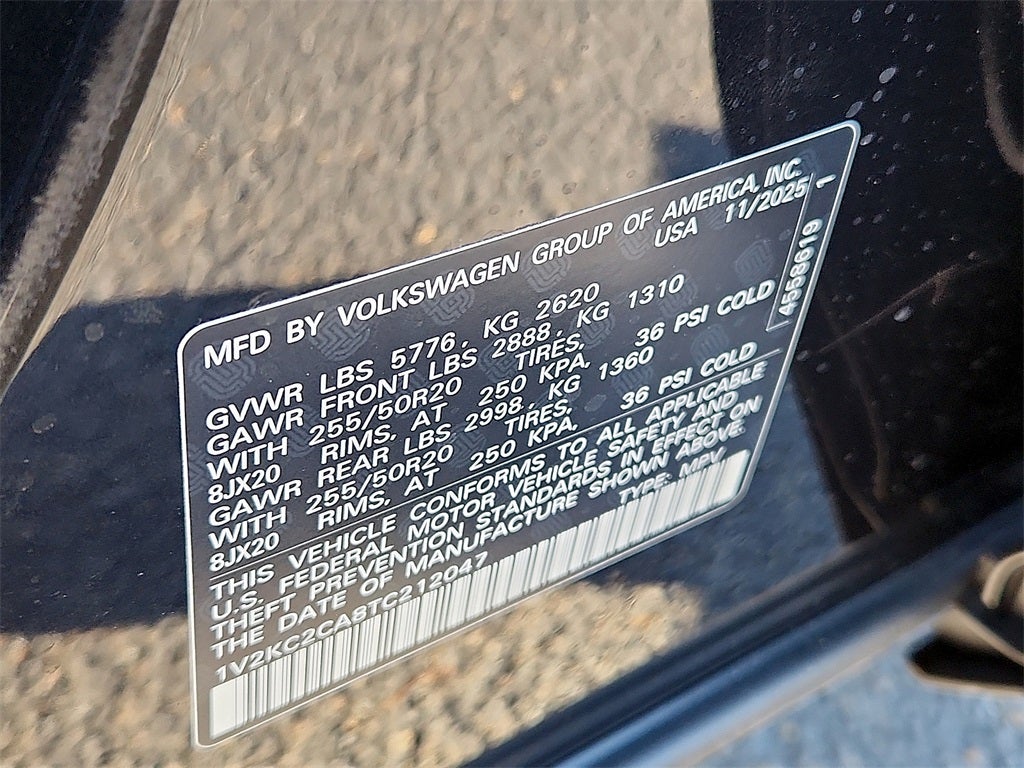 MFD BY VOLKSWAGEN GROUP OF AMERICA, INC.
USA 11/2025 1
4558619
GVWR LBS 5776, KG 2620
GAWR FRONT LBS 2888, KG 1310
WITH 255/50R20 TIRES,
8JX20 RIMS, AT 250 KPA, 36 PSI COLD
GAWR REAR LBS 2998, KG 1360
WITH 255/50R20 TIRES,
8JX20 RIMS, AT 250 KPA, 36 PSI COLD
THIS VEHICLE CONFORMS TO ALL APPLICABLE
U.S. FEDERAL MOTOR VEHICLE SAFETY AND
THEFT PREVENTION STANDARDS IN EFFECT ON
THE DATE OF MANUFACTURE SHOWN ABOVE.
1V2KC2CA8TC212047 TYPE: MPV